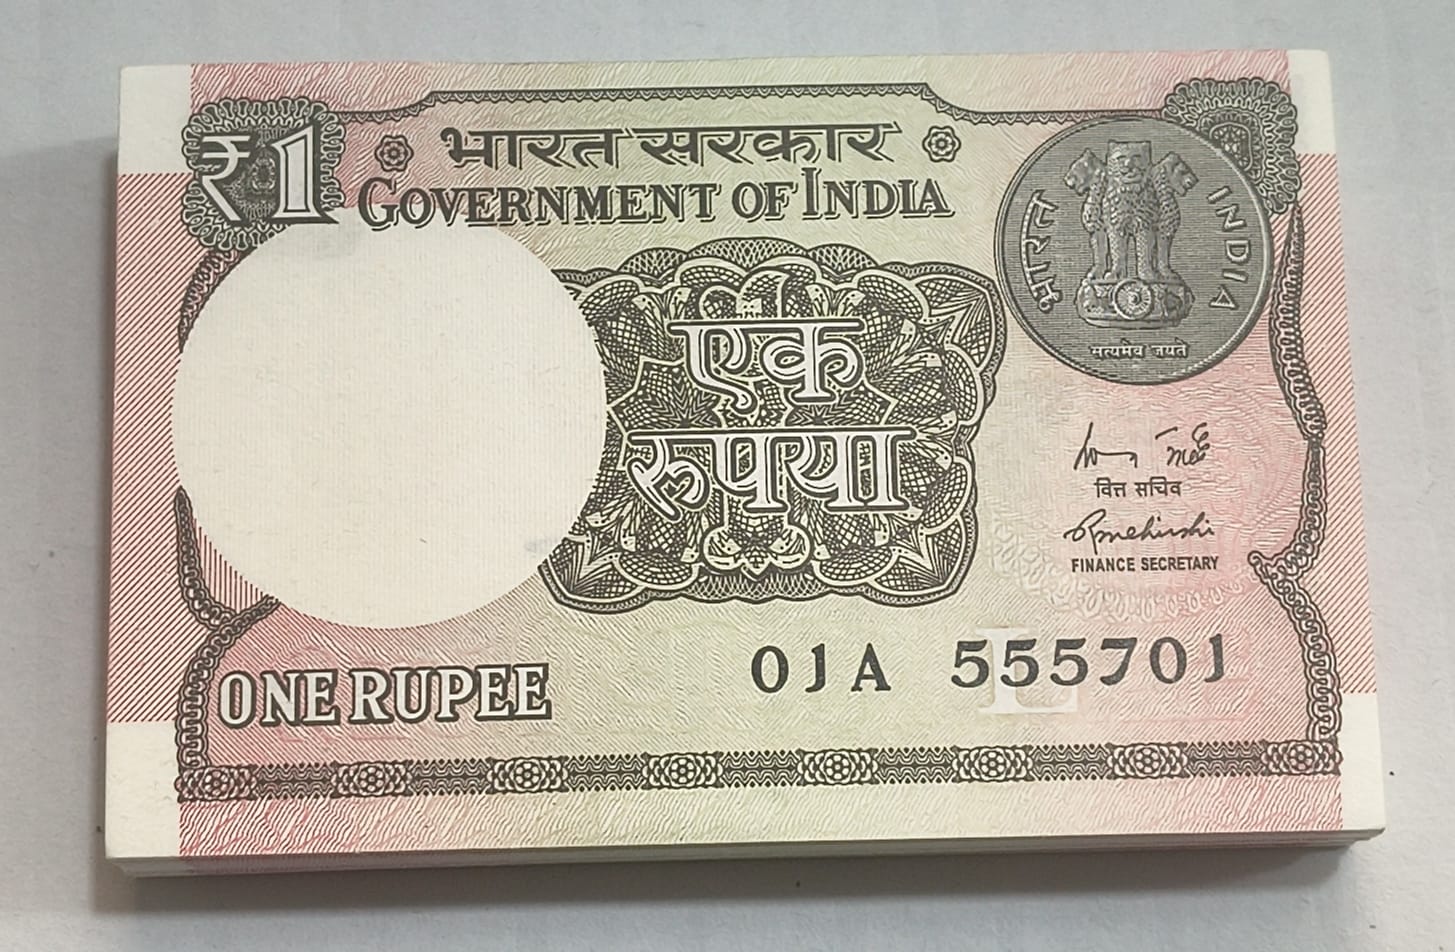 ₹1
भारत सरकार
GOVERNMENT OF INDIA
भारत
INDIA
सत्यमेव जयते
एक
रुपया
वित्त सचिव
FINANCE SECRETARY
L
01A 555701
ONE RUPEE